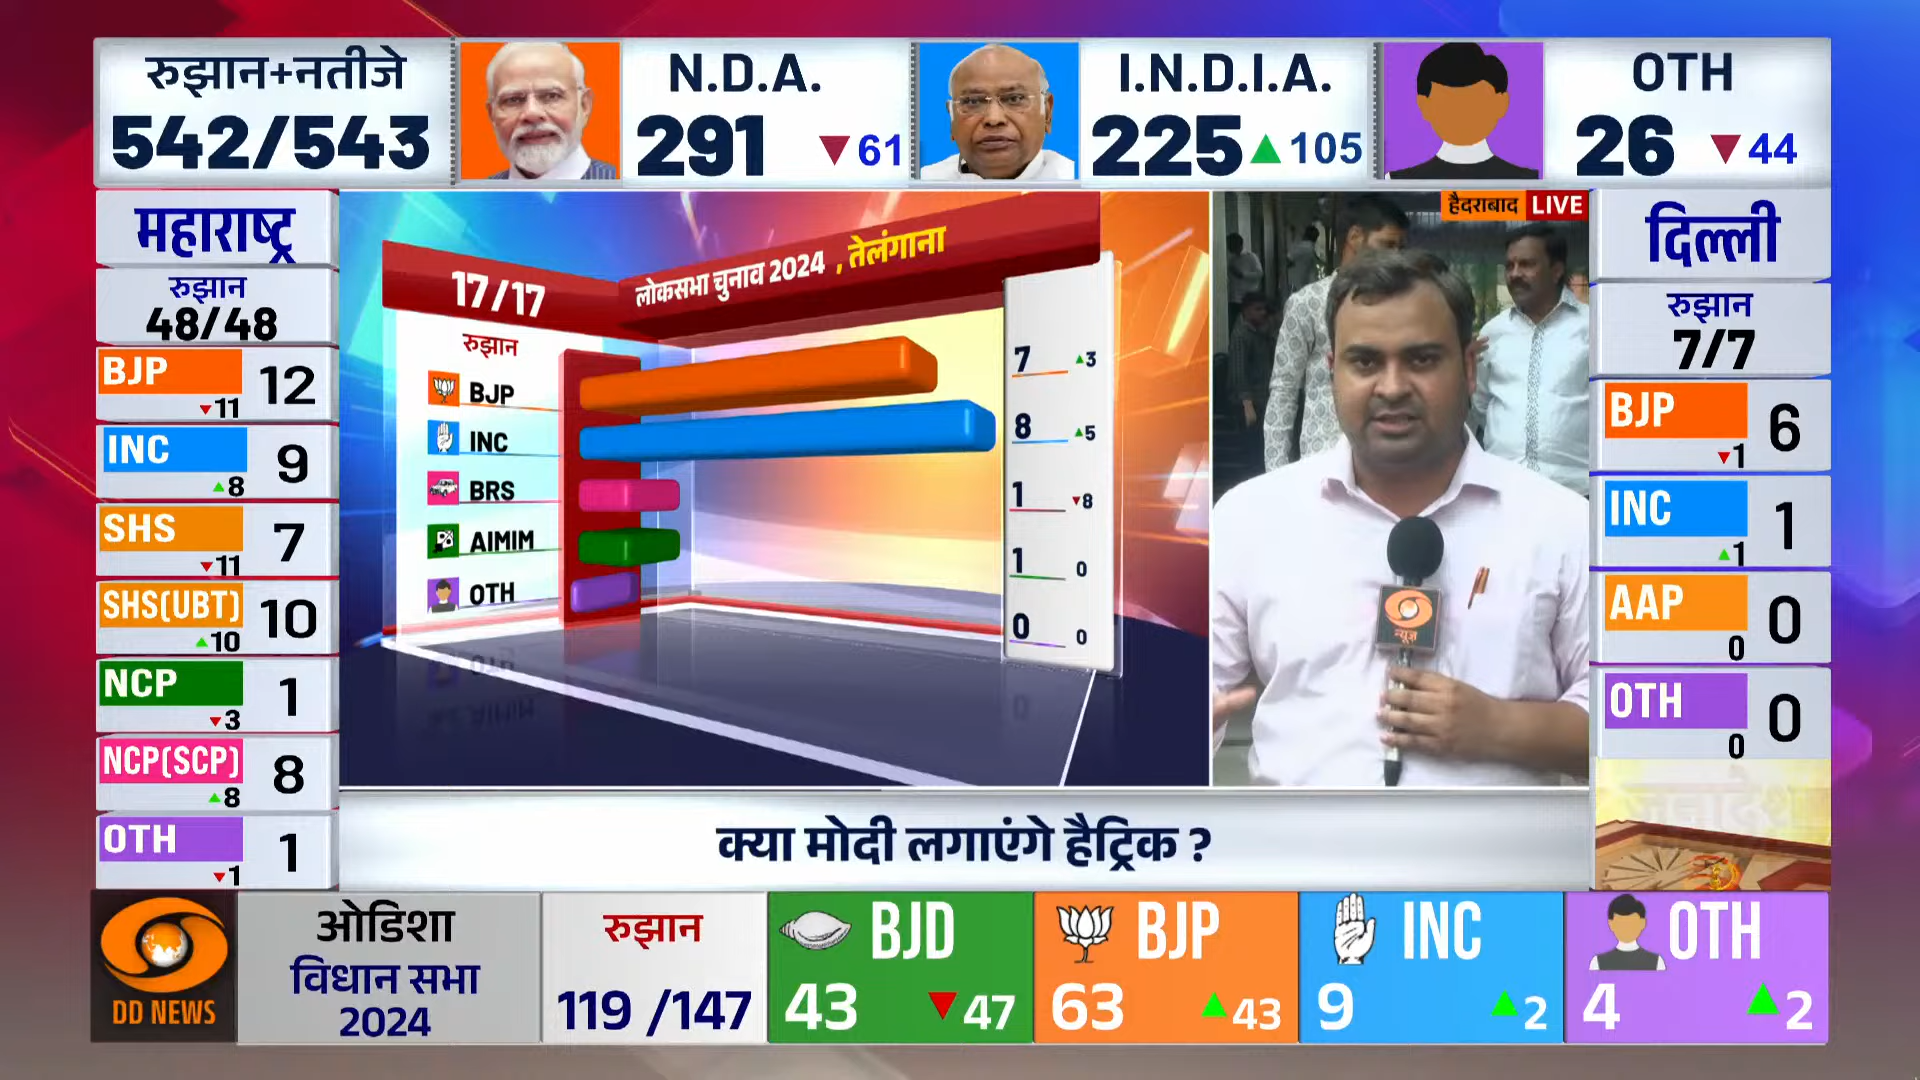 रुझान+नतीजे
542/543
N.D.A.
291 ▼61
I.N.D.I.A.
225 ▲105
OTH
26 ▼44
महाराष्ट्र
रुझान
48/48
BJP 12
▼11
INC 9
▲8
SHS 7
▼11
SHS(UBT) 10
▲10
NCP 1
▼3
NCP(SCP) 8
▲8
OTH 1
▼1
17/17
लोकसभा चुनाव 2024 , तेलंगाना
रुझान
BJP 7 ▲3
INC 8 ▲5
BRS 1 ▼8
AIMIM 1 0
OTH 0 0
हैदराबाद LIVE
न्यूज़
दिल्ली
रुझान
7/7
BJP 6
▼1
INC 1
▲1
AAP 0
0
OTH 0
0
जनादेश
क्या मोदी लगाएंगे हैट्रिक ?
DD NEWS
ओडिशा
विधान सभा
2024
रुझान
119 /147
BJD
43 ▼47
BJP
63 ▲43
INC
9 ▲2
OTH
4 ▲2